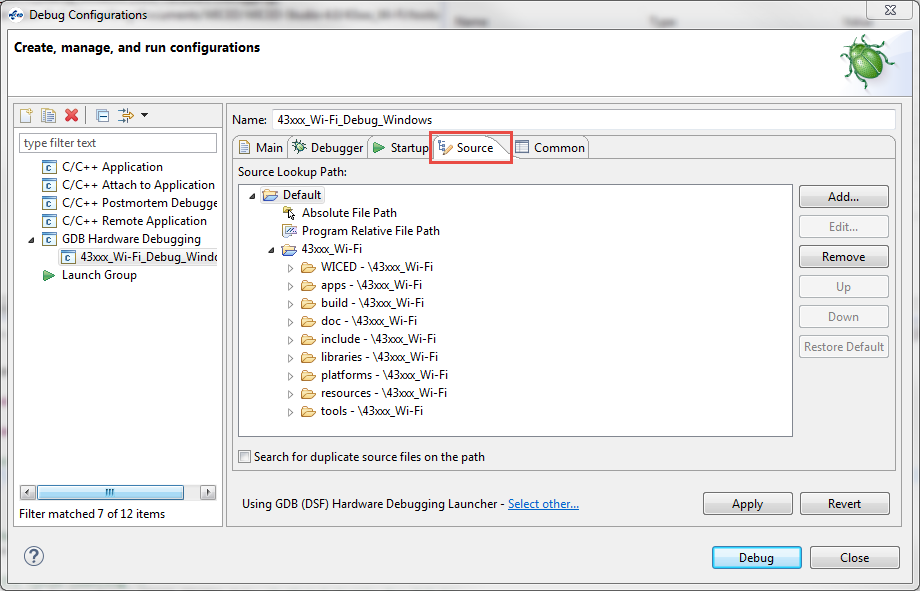 Debug Configurations
Create, manage, and run configurations
type filter text
C/C++ Application
C/C++ Attach to Application
C/C++ Postmortem Debugge
C/C++ Remote Application
GDB Hardware Debugging
43xxx_Wi-Fi_Debug_Windo
Launch Group
Filter matched 7 of 12 items
Name: 43xxx_Wi-Fi_Debug_Windows
Main Debugger Startup Source Common
Source Lookup Path:
Default
Absolute File Path
Program Relative File Path
43xxx_Wi-Fi
WICED - \43xxx_Wi-Fi
apps - \43xxx_Wi-Fi
build - \43xxx_Wi-Fi
doc - \43xxx_Wi-Fi
include - \43xxx_Wi-Fi
libraries - \43xxx_Wi-Fi
platforms - \43xxx_Wi-Fi
resources - \43xxx_Wi-Fi
tools - \43xxx_Wi-Fi
Add...
Edit...
Remove
Up
Down
Restore Default
Search for duplicate source files on the path
Using GDB (DSF) Hardware Debugging Launcher - Select other...
Apply Revert
Debug Close